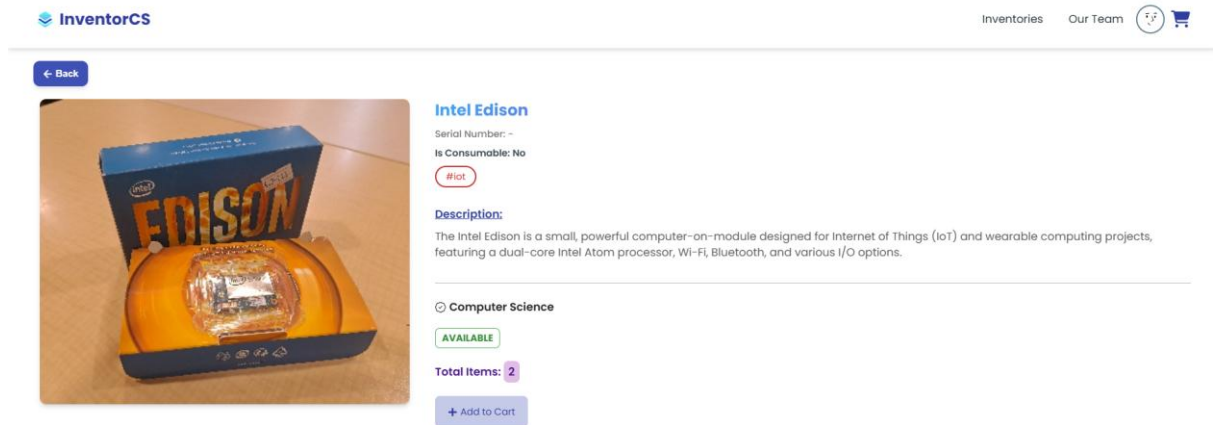 InventorCS
Inventories
Our Team
← Back
intel
EDISON
Intel Edison
Serial Number: -
Is Consumable: No
#iot
Description:
The Intel Edison is a small, powerful computer-on-module designed for Internet of Things (IoT) and wearable computing projects,
featuring a dual-core Intel Atom processor, Wi-Fi, Bluetooth, and various I/O options.
Computer Science
AVAILABLE
Total Items: 2
+ Add to Cart